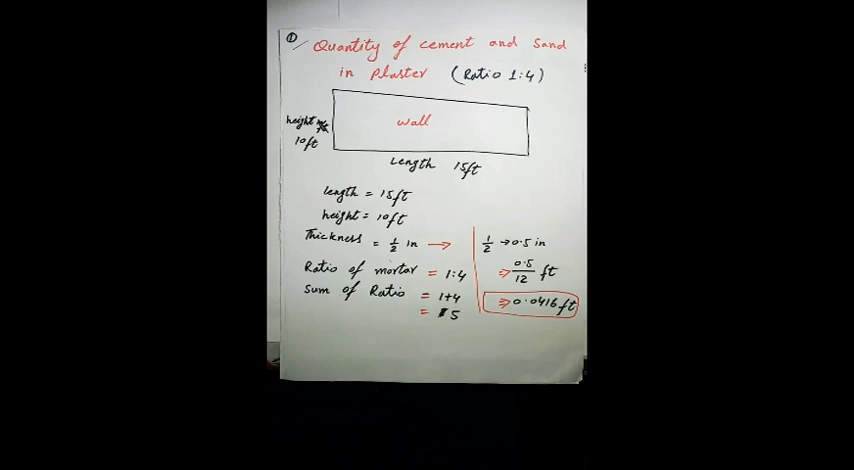 ①
Quantity of cement and Sand
in Plaster (Ratio 1:4)
height
10ft
wall
Length 15ft
length = 15ft
height = 10ft
Thickness = 1/2 in →
Ratio of mortar = 1:4
Sum of Ratio = 1+4
= 5
1/2 → 0.5 in
⇒ 0.5/12 ft
⇒ 0.0416 ft